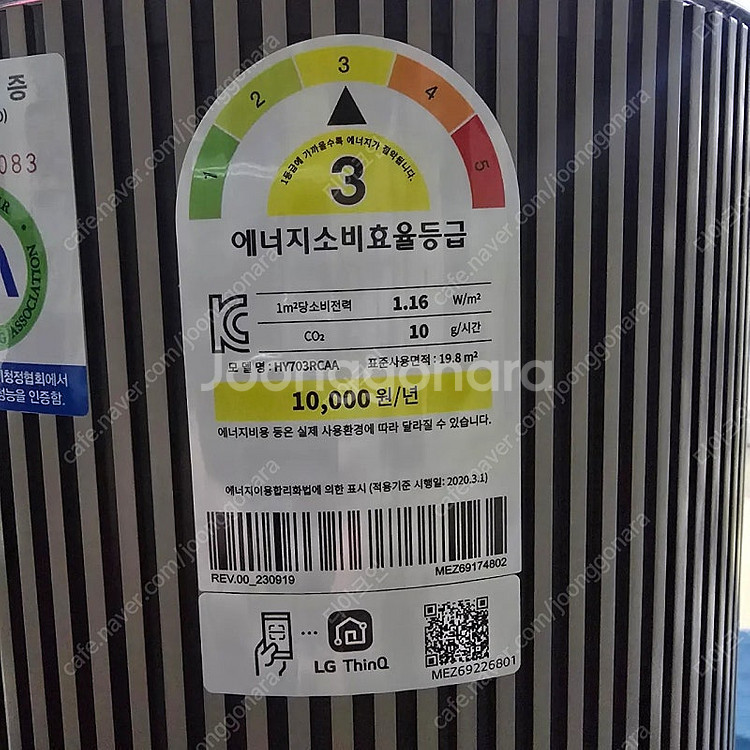 증
083
ASSOCIATION
기청정협회에서
성능을 인증함.
1
2
3
4
5
1등급에 가까울수록 에너지가 절약됩니다.
3
에너지소비효율등급
1m²당소비전력 1.16 W/m²
CO₂ 10 g/시간
모델명 : HY703RCAA 표준사용면적 : 19.8 m²
Joonggonara
10,000 원/년
에너지비용 등은 실제 사용환경에 따라 달라질 수 있습니다.
에너지이용합리화법에 의한 표시 (적용기준 시행일: 2020.3.1)
REV.00_230919 MEZ69174802
LG ThinQ
MEZ69226801
cafe.naver.com/joonggonara